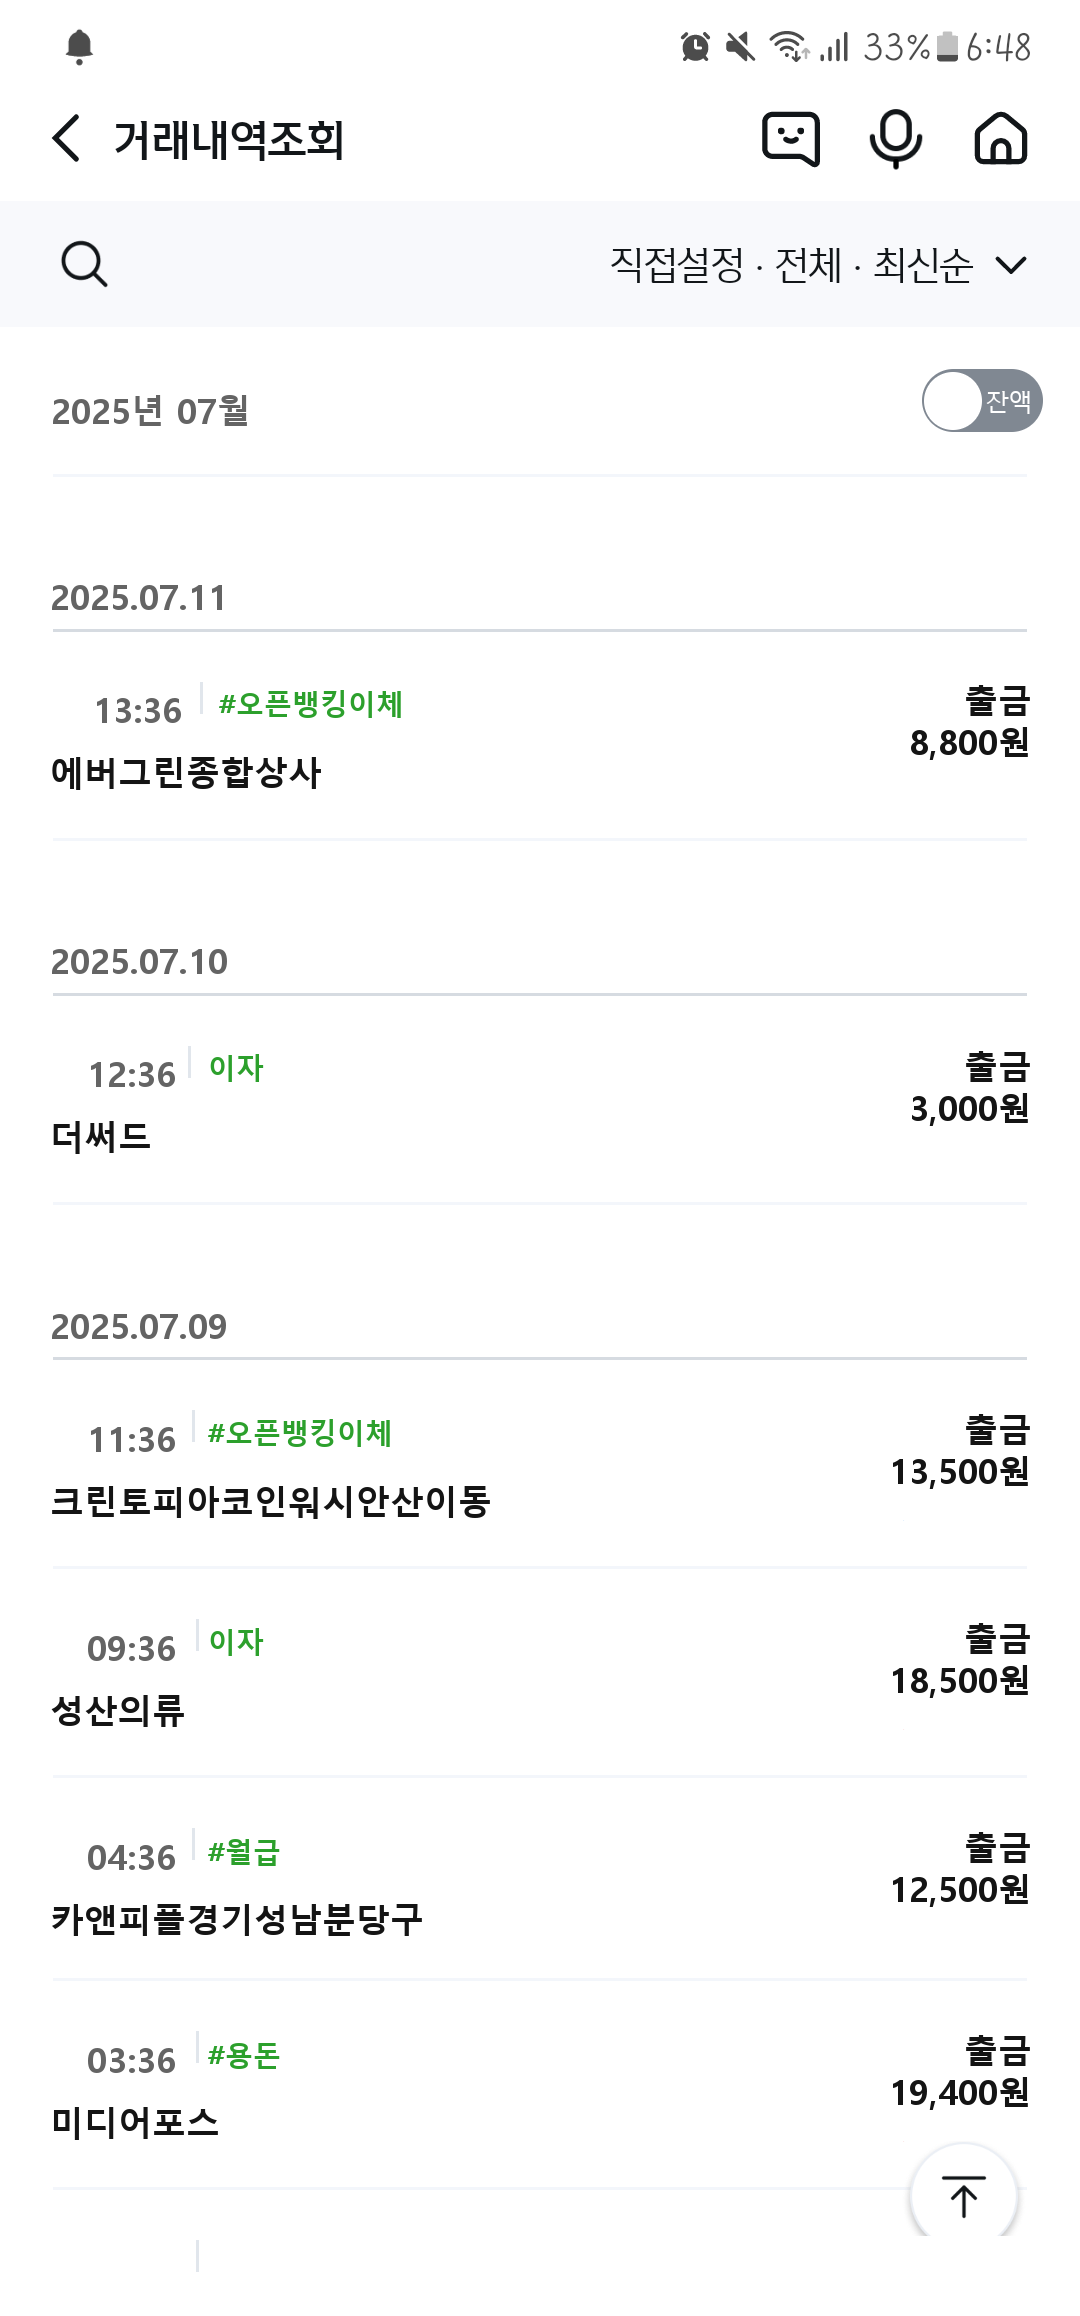 33% 6:48
거래내역조회
직접설정 · 전체 · 최신순
2025년 07월
잔액
2025.07.11
13:36 #오픈뱅킹이체
출금
8,800원
에버그린종합상사
2025.07.10
12:36 이자
출금
3,000원
더써드
2025.07.09
11:36 #오픈뱅킹이체
출금
13,500원
크린토피아코인워시안산이동
09:36 이자
출금
18,500원
성산의류
04:36 #월급
출금
12,500원
카앤피플경기성남분당구
03:36 #용돈
출금
19,400원
미디어포스